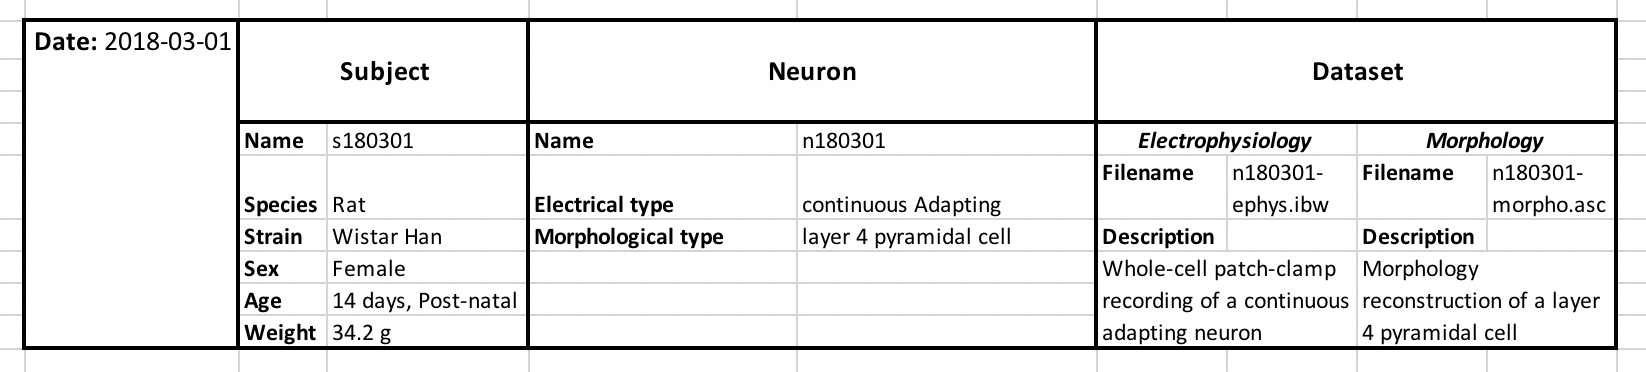 Date: 2018-03-01
Subject Neuron Dataset
Name s180301 Name n180301 Electrophysiology Morphology
Filename n180301- Filename n180301-
Species Rat Electrical type continuous Adapting ephys.ibw morpho.asc
Strain Wistar Han Morphological type layer 4 pyramidal cell Description Description
Sex Female Whole-cell patch-clamp Morphology
Age 14 days, Post-natal recording of a continuous reconstruction of a layer
Weight 34.2 g adapting neuron 4 pyramidal cell